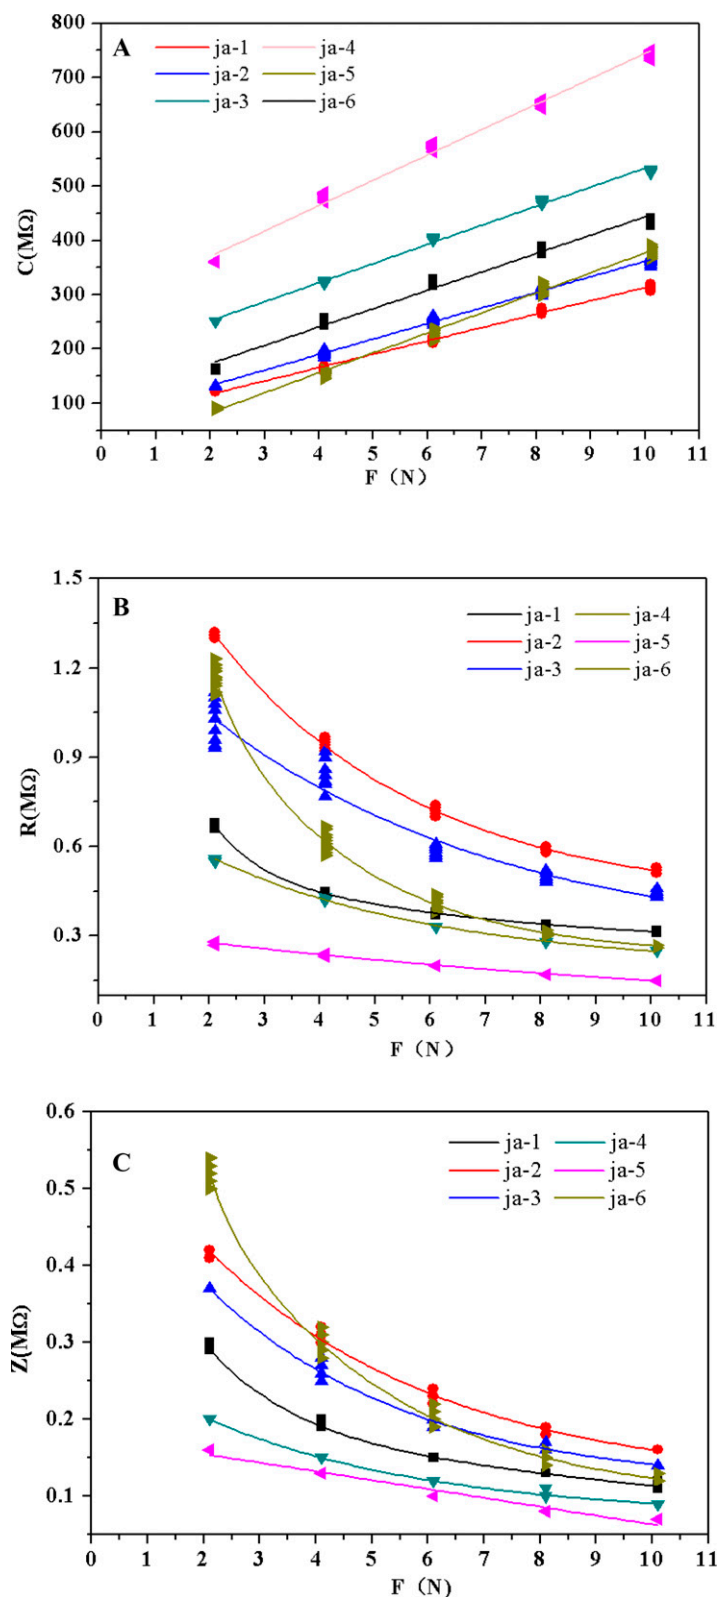 A
ja-1 ja-4
ja-2 ja-5
ja-3 ja-6
800
700
600
500
400
300
200
100
C(MΩ)
0 1 2 3 4 5 6 7 8 9 10 11
F（N）
B
ja-1 ja-4
ja-2 ja-5
ja-3 ja-6
1.5
1.2
0.9
0.6
0.3
R(MΩ)
0 1 2 3 4 5 6 7 8 9 10 11
F（N）
C
ja-1 ja-4
ja-2 ja-5
ja-3 ja-6
0.6
0.5
0.4
0.3
0.2
0.1
Z(MΩ)
0 1 2 3 4 5 6 7 8 9 10 11
F（N）